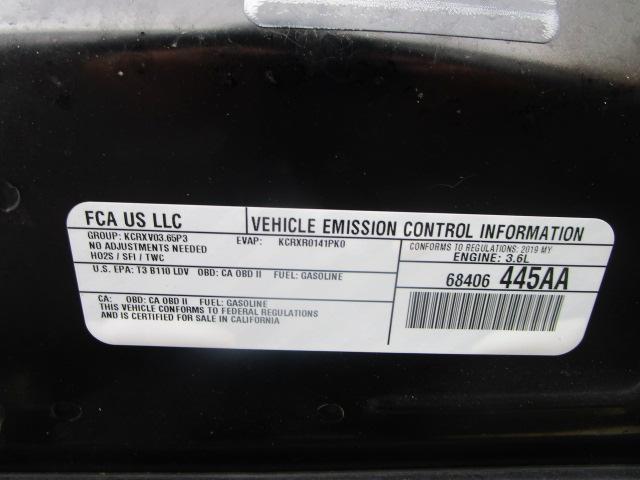 FCA US LLC
VEHICLE EMISSION CONTROL INFORMATION
GROUP: KCRXV03.65P3
EVAP: KCRXR0141PK0
NO ADJUSTMENTS NEEDED
HO2S / SFI / TWC
CONFORMS TO REGULATIONS: 2019 MY
ENGINE: 3.6L
U.S. EPA: T3 B110 LDV OBD: CA OBD II FUEL: GASOLINE
68406 445AA
CA: OBD: CA OBD II FUEL: GASOLINE
THIS VEHICLE CONFORMS TO FEDERAL REGULATIONS
AND IS CERTIFIED FOR SALE IN CALIFORNIA